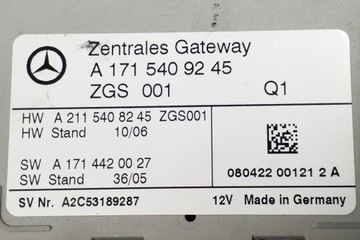 Zentrales Gateway
A 171 540 92 45
ZGS 001 Q1
HW A 211 540 82 45 ZGS001
HW Stand 10/06
SW A 171 442 00 27
SW Stand 36/05
080422 00121 2 A
SV Nr. A2C53189287 12V Made in Germany